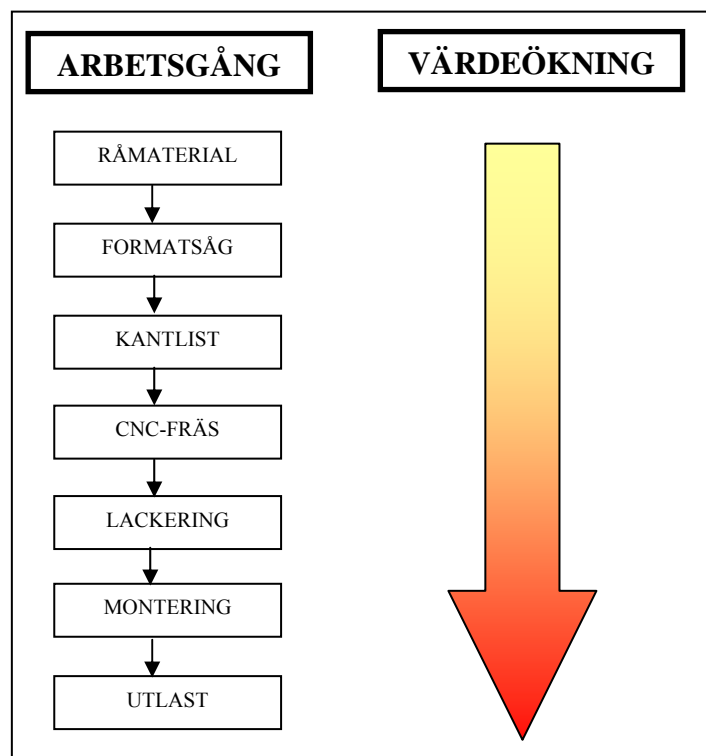 ARBETSGÅNG
VÄRDEÖKNING
RÅMATERIAL
FORMATSÅG
KANTLIST
CNC-FRÄS
LACKERING
MONTERING
UTLAST